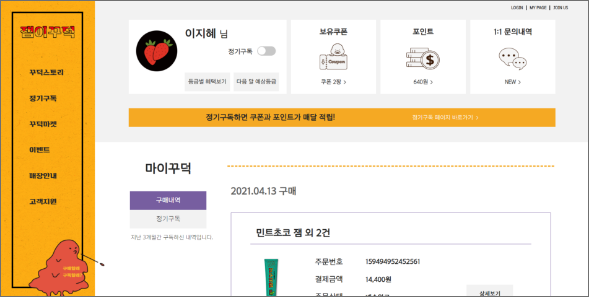 LOGIN | MY PAGE | JOIN US
잼이꾸덕
꾸덕스토리
정기구독
꾸덕마켓
이벤트
매장안내
고객지원
이지혜 님
정기구독
등급별 혜택보기
다음 달 예상등급
보유쿠폰
Coupon
쿠폰 2장 >
포인트
640원 >
1:1 문의내역
NEW >
정기구독하면 쿠폰과 포인트가 매달 적립!
정기구독 페이지 바로가기 >
마이꾸덕
구매내역
정기구독
지난 3개월간 구독하신 내역입니다.
2021.04.13 구매
민트초코 잼 외 2건
주문번호
159494952452561
결제금액
14,400원
상세보기